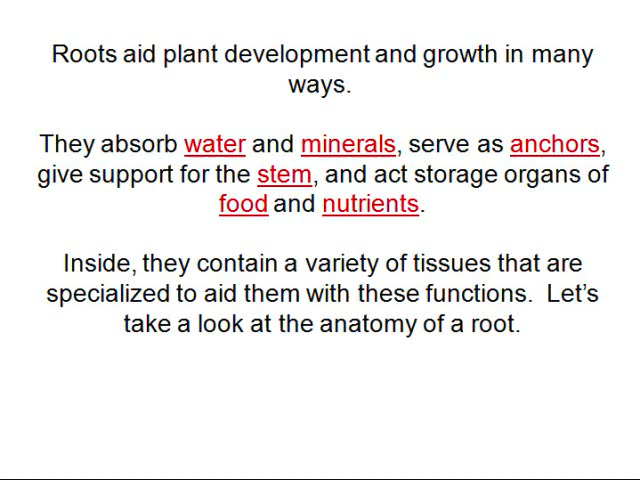 Roots aid plant development and growth in many
ways.
They absorb water and minerals, serve as anchors,
give support for the stem, and act storage organs of
food and nutrients.
Inside, they contain a variety of tissues that are
specialized to aid them with these functions.  Let’s
take a look at the anatomy of a root.